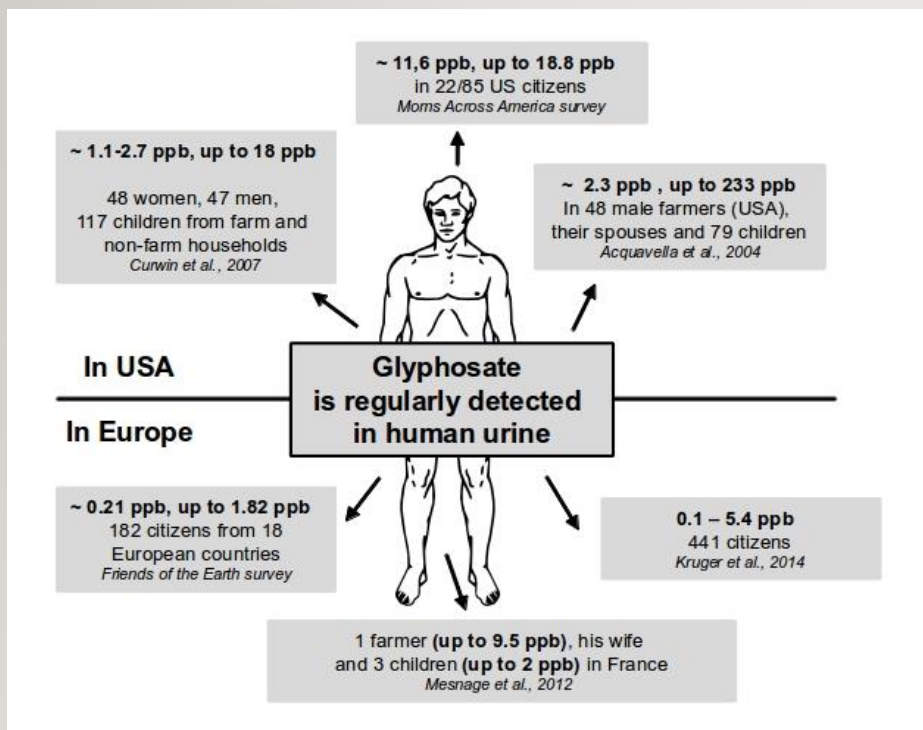 ~ 11,6 ppb, up to 18.8 ppb
in 22/85 US citizens
Moms Across America survey
~ 1.1-2.7 ppb, up to 18 ppb
48 women, 47 men,
117 children from farm and
non-farm households
Curwin et al., 2007
~ 2.3 ppb , up to 233 ppb
In 48 male farmers (USA),
their spouses and 79 children
Acquavella et al., 2004
In USA
Glyphosate
is regularly detected
in human urine
In Europe
~ 0.21 ppb, up to 1.82 ppb
182 citizens from 18
European countries
Friends of the Earth survey
0.1 – 5.4 ppb
441 citizens
Kruger et al., 2014
1 farmer (up to 9.5 ppb), his wife
and 3 children (up to 2 ppb) in France
Mesnage et al., 2012